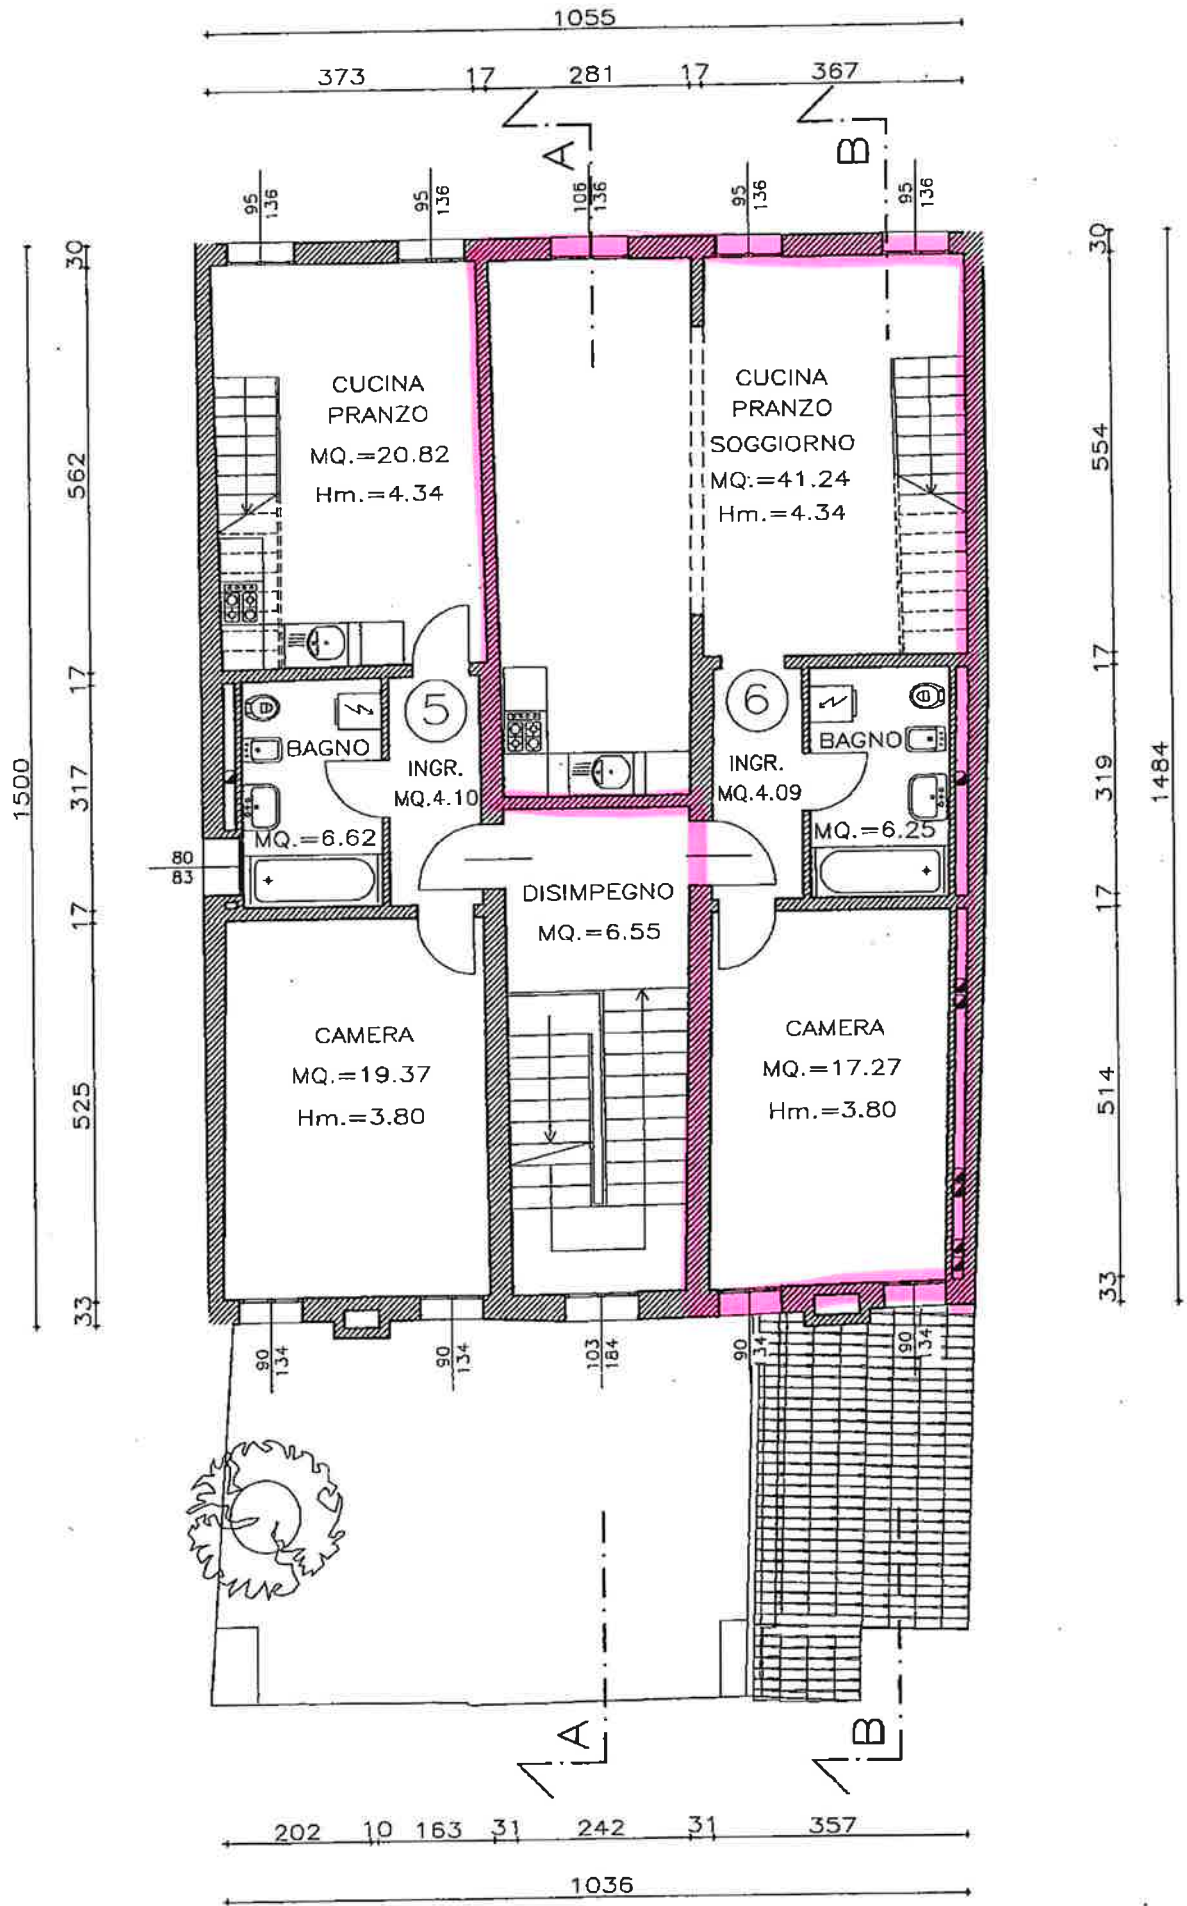 1055
373 17 281 17 367
A B
95
136
95
136
106
136
95
136
95
136
30
562
17
317
17
525
33
1500
30
554
17
319
17
514
33
1484
CUCINA
PRANZO
MQ.=20.82
Hm.=4.34
CUCINA
PRANZO
SOGGIORNO
MQ.=41.24
Hm.=4.34
5
6
BAGNO
MQ.=6.62
INGR.
MQ.4.10
INGR.
MQ.4.09
BAGNO
MQ.=6.25
80
83
DISIMPEGNO
MQ.=6.55
CAMERA
MQ.=19.37
Hm.=3.80
CAMERA
MQ.=17.27
Hm.=3.80
90
134
90
134
103
184
90
134
90
134
A B
202 10 163 31 242 31 357
1036